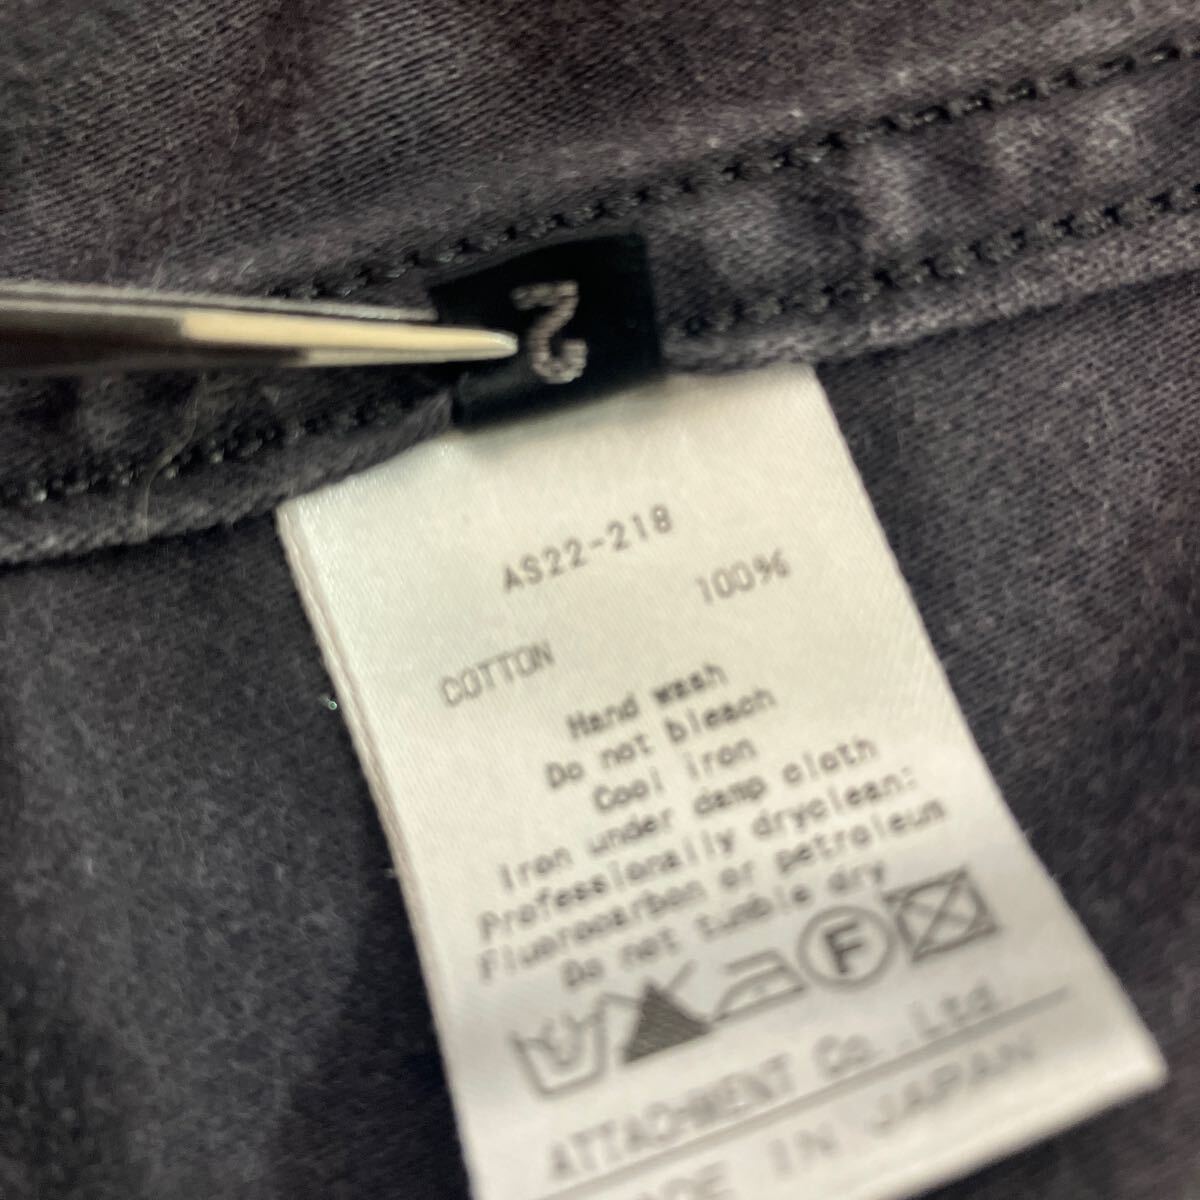 2
AS22-218
COTTON 100%
Hand wash
Do not bleach
Cool iron
Iron under damp cloth
Professionally dryclean:
Fluorocarbon or petroleum
Do not tumble dry
F
ATTACHMENT Co.,Ltd
MADE IN JAPAN